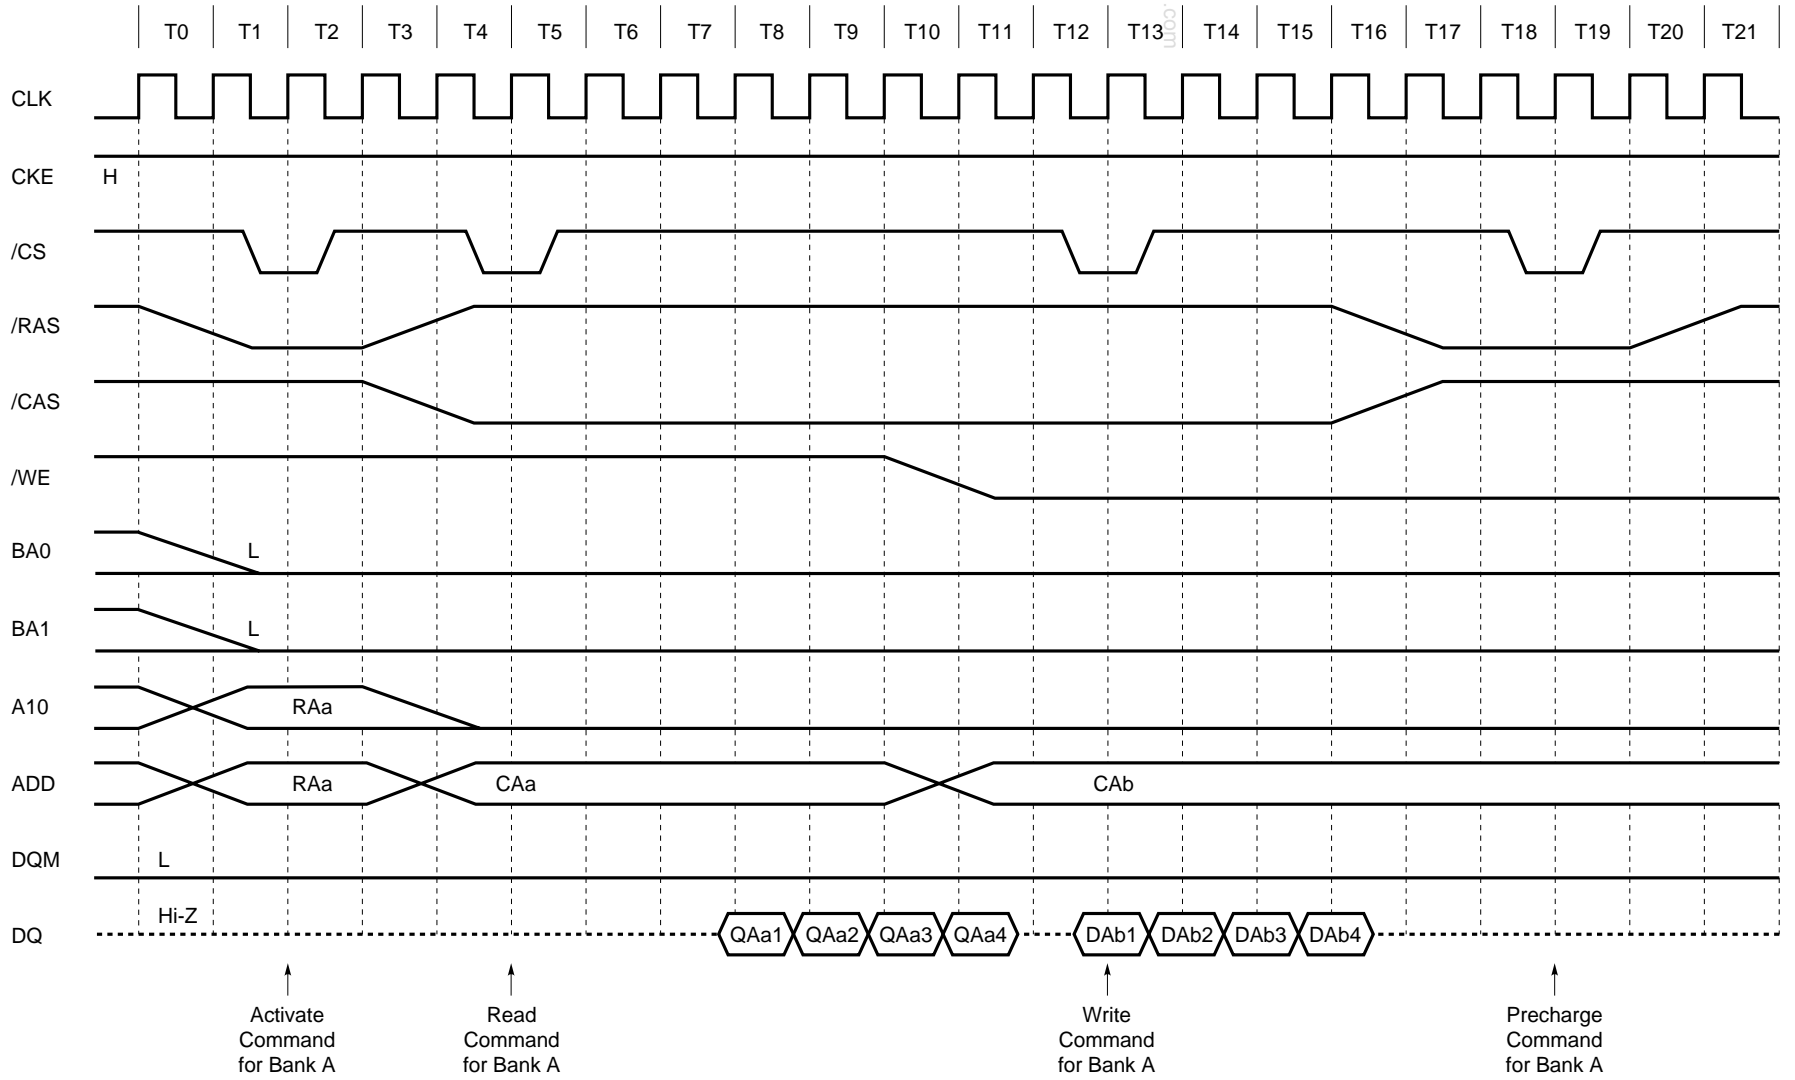 T0 T1 T2 T3 T4 T5 T6 T7 T8 T9 T10 T11 T12 T13 T14 T15 T16 T17 T18 T19 T20 T21
.com
CLK
CKE H
/CS
/RAS
/CAS
/WE
BA0 L
BA1 L
A10 RAa
ADD RAa CAa CAb
DQM L
Hi-Z
DQ QAa1 QAa2 QAa3 QAa4 DAb1 DAb2 DAb3 DAb4
Activate Read Write Precharge
Command Command Command Command
for Bank A for Bank A for Bank A for Bank A